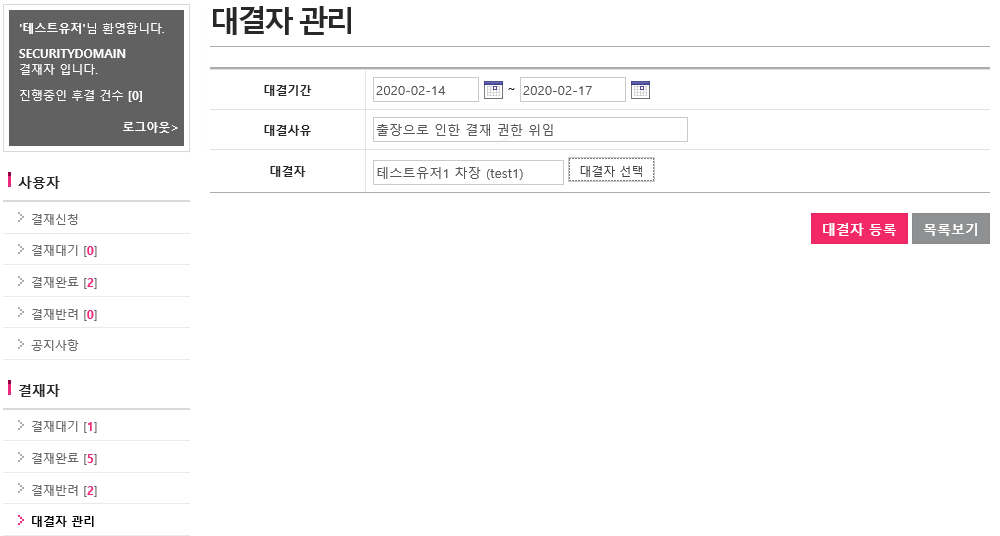 '테스트유저'님 환영합니다.
SECURITYDOMAIN
결재자 입니다.
진행중인 후결 건수 [0]
로그아웃>
사용자
결재신청
결재대기 [0]
결재완료 [2]
결재반려 [0]
공지사항
결재자
결재대기 [1]
결재완료 [5]
결재반려 [2]
대결자 관리
대결자 관리
대결기간 2020-02-14 ~ 2020-02-17
대결사유 출장으로 인한 결재 권한 위임
대결자 테스트유저1 차장 (test1) 대결자 선택
대결자 등록 목록보기